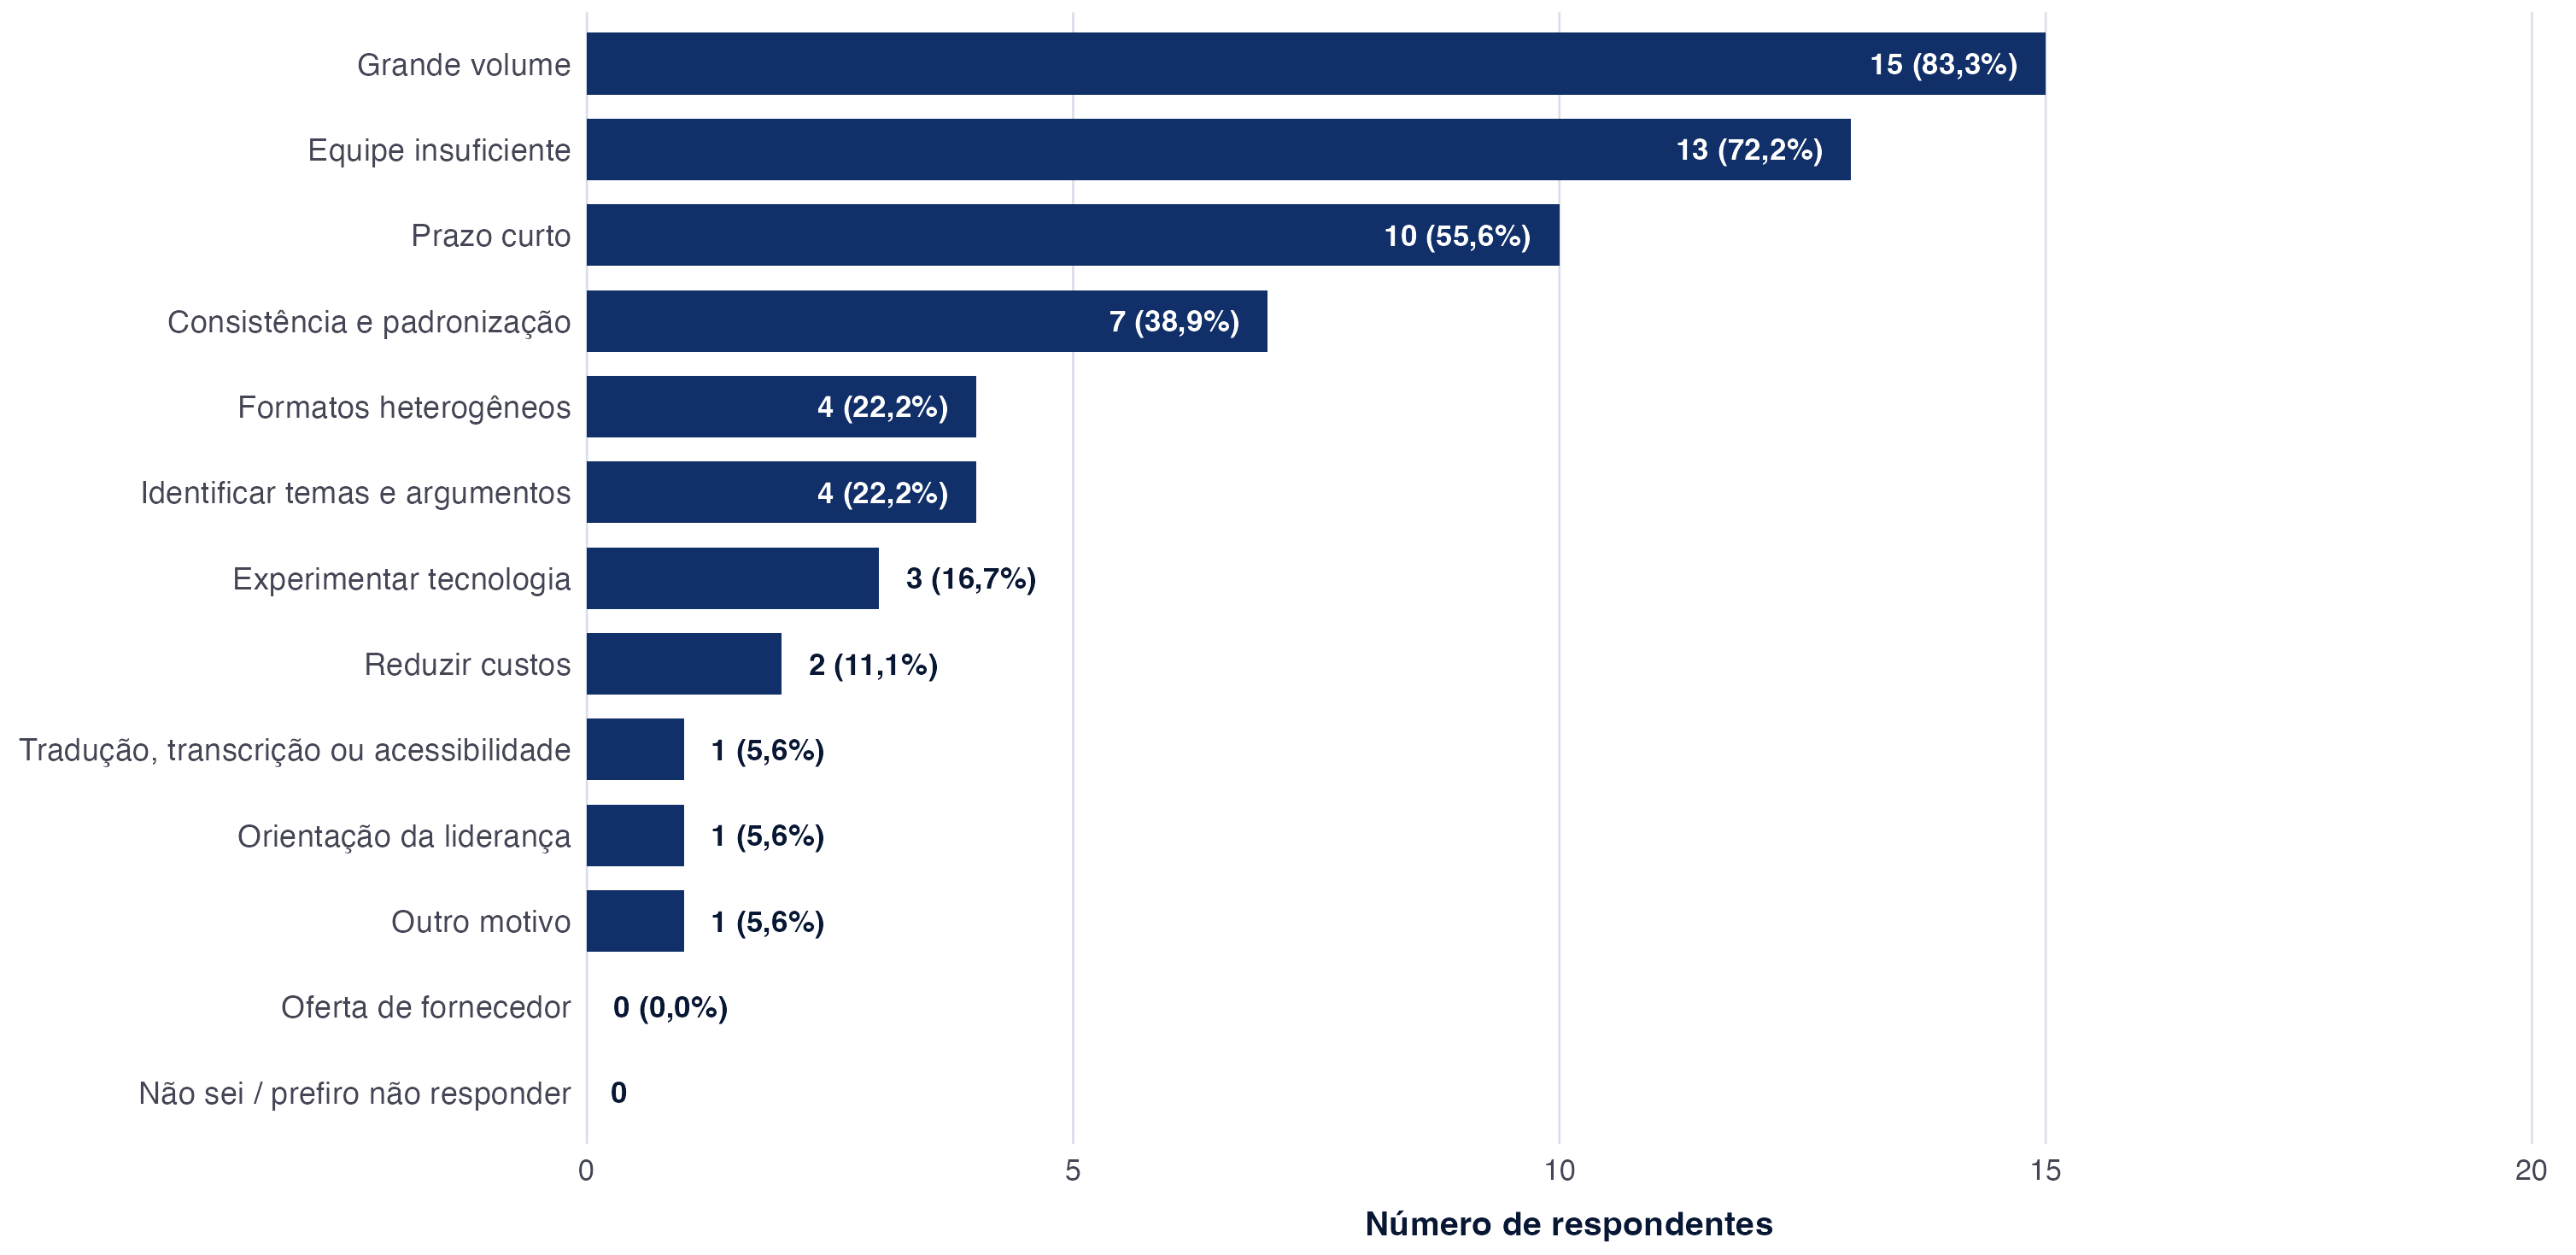 Grande volume 15 (83,3%)
Equipe insuficiente 13 (72,2%)
Prazo curto 10 (55,6%)
Consistência e padronização 7 (38,9%)
Formatos heterogêneos 4 (22,2%)
Identificar temas e argumentos 4 (22,2%)
Experimentar tecnologia 3 (16,7%)
Reduzir custos 2 (11,1%)
Tradução, transcrição ou acessibilidade 1 (5,6%)
Orientação da liderança 1 (5,6%)
Outro motivo 1 (5,6%)
Oferta de fornecedor 0 (0,0%)
Não sei / prefiro não responder 0
0 5 10 15 20
Número de respondentes